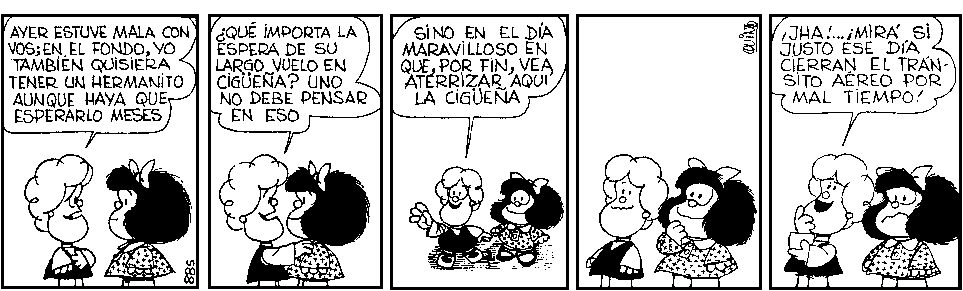 AYER ESTUVE MALA CON
VOS; EN EL FONDO, YO
TAMBIÉN QUISIERA
TENER UN HERMANITO
AUNQUE HAYA QUE
ESPERARLO MESES
588
¿QUÉ IMPORTA LA
ESPERA DE SU
LARGO VUELO EN
CIGÜEÑA? UNO
NO DEBE PENSAR
EN ESO
SINO EN EL DÍA
MARAVILLOSO EN
QUE, POR FIN, VEA
ATERRIZAR AQUÍ
LA CIGÜEÑA
QUINO
¡JHA!...¡MIRÁ SI
JUSTO ESE DÍA
CIERRAN EL TRÁN-
SITO AÉREO POR
MAL TIEMPO!